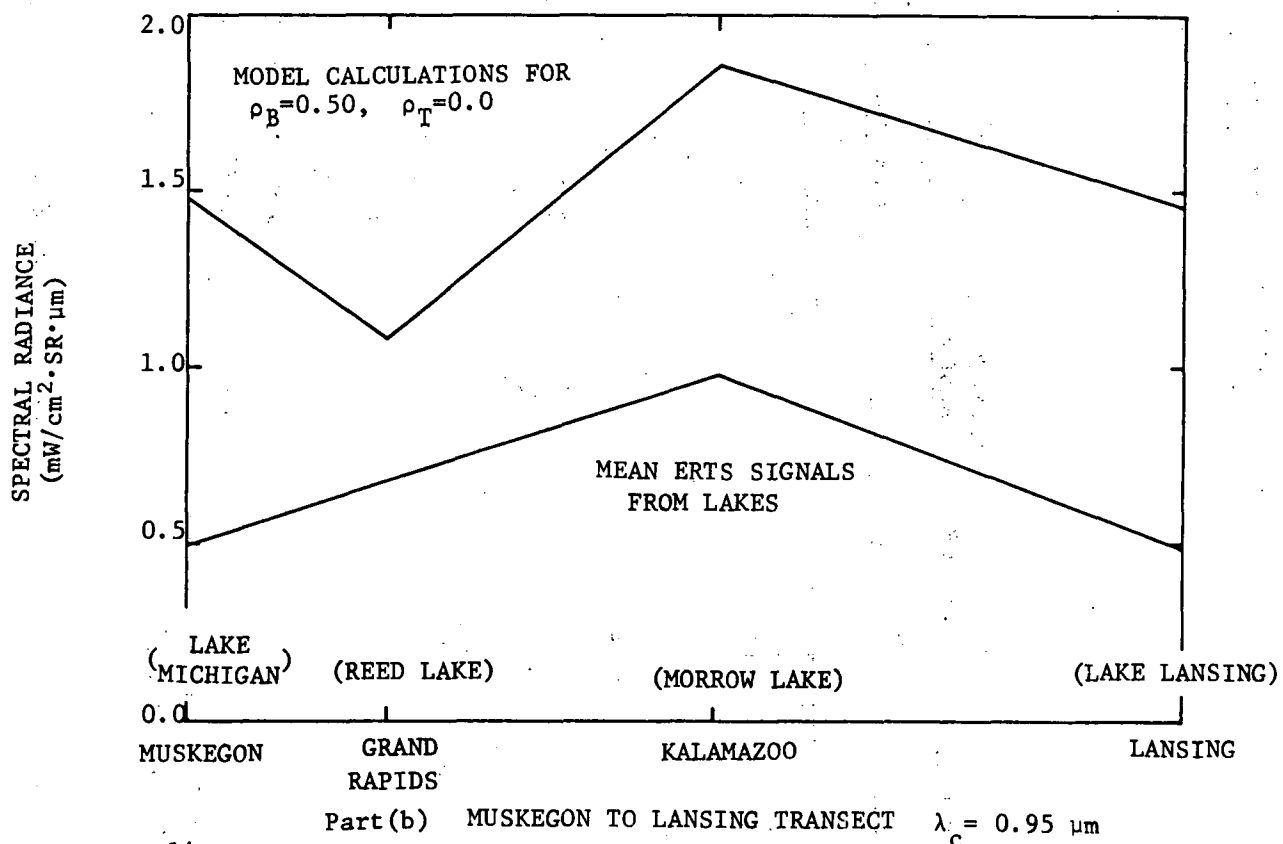 2.0
MODEL CALCULATIONS FOR
ρB=0.50, ρT=0.0
1.5
SPECTRAL RADIANCE
(mW/cm²·SR·μm)
1.0
MEAN ERTS SIGNALS
FROM LAKES
0.5
(LAKE MICHIGAN)
(REED LAKE)
(MORROW LAKE)
(LAKE LANSING)
0.0
MUSKEGON
GRAND RAPIDS
KALAMAZOO
LANSING
Part(b) MUSKEGON TO LANSING TRANSECT λc = 0.95 μm